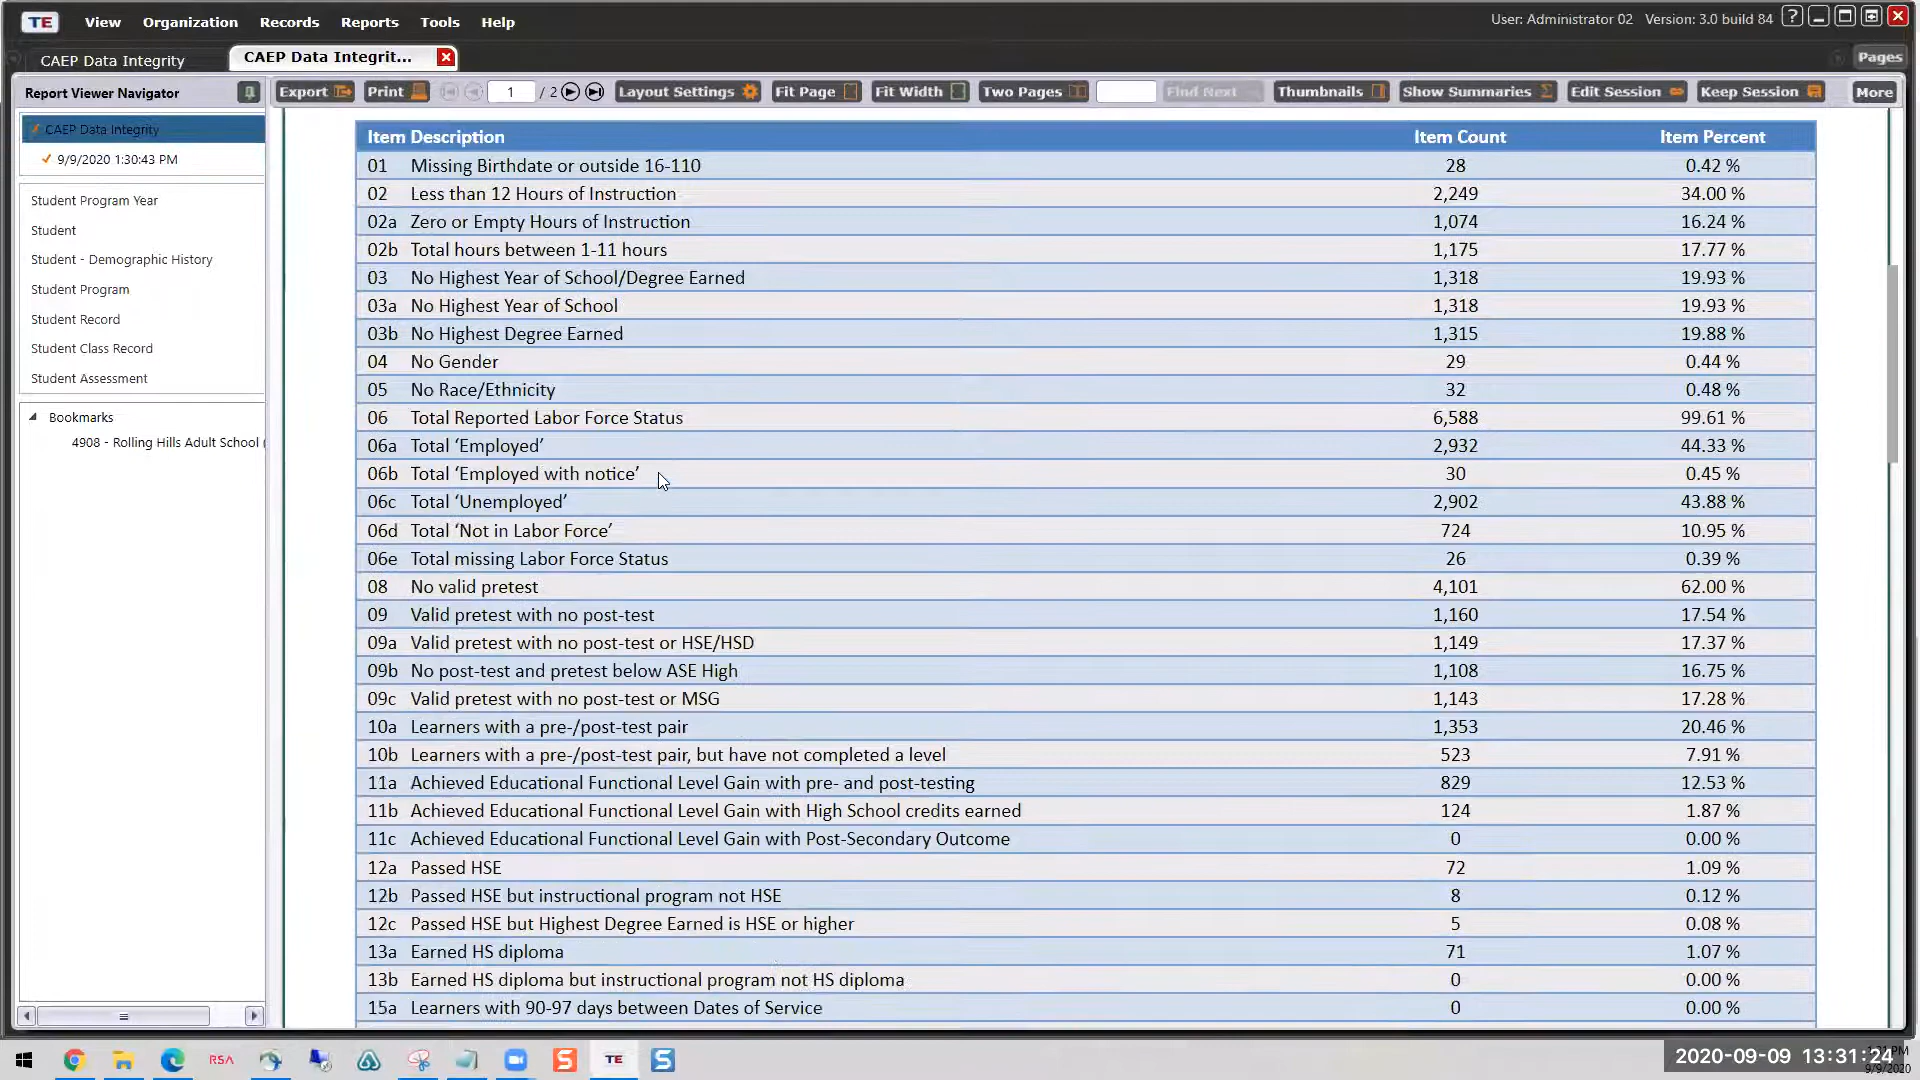 TE View Organization Records Reports Tools Help User: Administrator 02 Version: 3.0 build 84 ?
CAEP Data Integrity CAEP Data Integrit... Pages
Report Viewer Navigator Export Print 1 / 2 Layout Settings Fit Page Fit Width Two Pages Find Next Thumbnails Show Summaries Edit Session Keep Session More
CAEP Data Integrity
9/9/2020 1:30:43 PM
Student Program Year
Student
Student - Demographic History
Student Program
Student Record
Student Class Record
Student Assessment
Bookmarks
4908 - Rolling Hills Adult School (
Item Description Item Count Item Percent
01 Missing Birthdate or outside 16-110 28 0.42 %
02 Less than 12 Hours of Instruction 2,249 34.00 %
02a Zero or Empty Hours of Instruction 1,074 16.24 %
02b Total hours between 1-11 hours 1,175 17.77 %
03 No Highest Year of School/Degree Earned 1,318 19.93 %
03a No Highest Year of School 1,318 19.93 %
03b No Highest Degree Earned 1,315 19.88 %
04 No Gender 29 0.44 %
05 No Race/Ethnicity 32 0.48 %
06 Total Reported Labor Force Status 6,588 99.61 %
06a Total ‘Employed’ 2,932 44.33 %
06b Total ‘Employed with notice’ 30 0.45 %
06c Total ‘Unemployed’ 2,902 43.88 %
06d Total ‘Not in Labor Force’ 724 10.95 %
06e Total missing Labor Force Status 26 0.39 %
08 No valid pretest 4,101 62.00 %
09 Valid pretest with no post-test 1,160 17.54 %
09a Valid pretest with no post-test or HSE/HSD 1,149 17.37 %
09b No post-test and pretest below ASE High 1,108 16.75 %
09c Valid pretest with no post-test or MSG 1,143 17.28 %
10a Learners with a pre-/post-test pair 1,353 20.46 %
10b Learners with a pre-/post-test pair, but have not completed a level 523 7.91 %
11a Achieved Educational Functional Level Gain with pre- and post-testing 829 12.53 %
11b Achieved Educational Functional Level Gain with High School credits earned 124 1.87 %
11c Achieved Educational Functional Level Gain with Post-Secondary Outcome 0 0.00 %
12a Passed HSE 72 1.09 %
12b Passed HSE but instructional program not HSE 8 0.12 %
12c Passed HSE but Highest Degree Earned is HSE or higher 5 0.08 %
13a Earned HS diploma 71 1.07 %
13b Earned HS diploma but instructional program not HS diploma 0 0.00 %
15a Learners with 90-97 days between Dates of Service 0 0.00 %
RSA S TE S 2020-09-09 13:31:24
9/9/2020